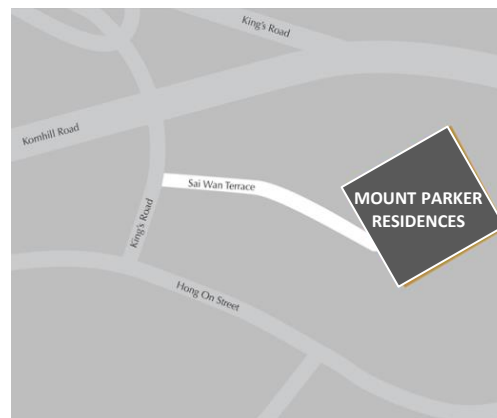 King's Road
Kornhill Road
Sai Wan Terrace
MOUNT PARKER
RESIDENCES
King's Road
Hong On Street